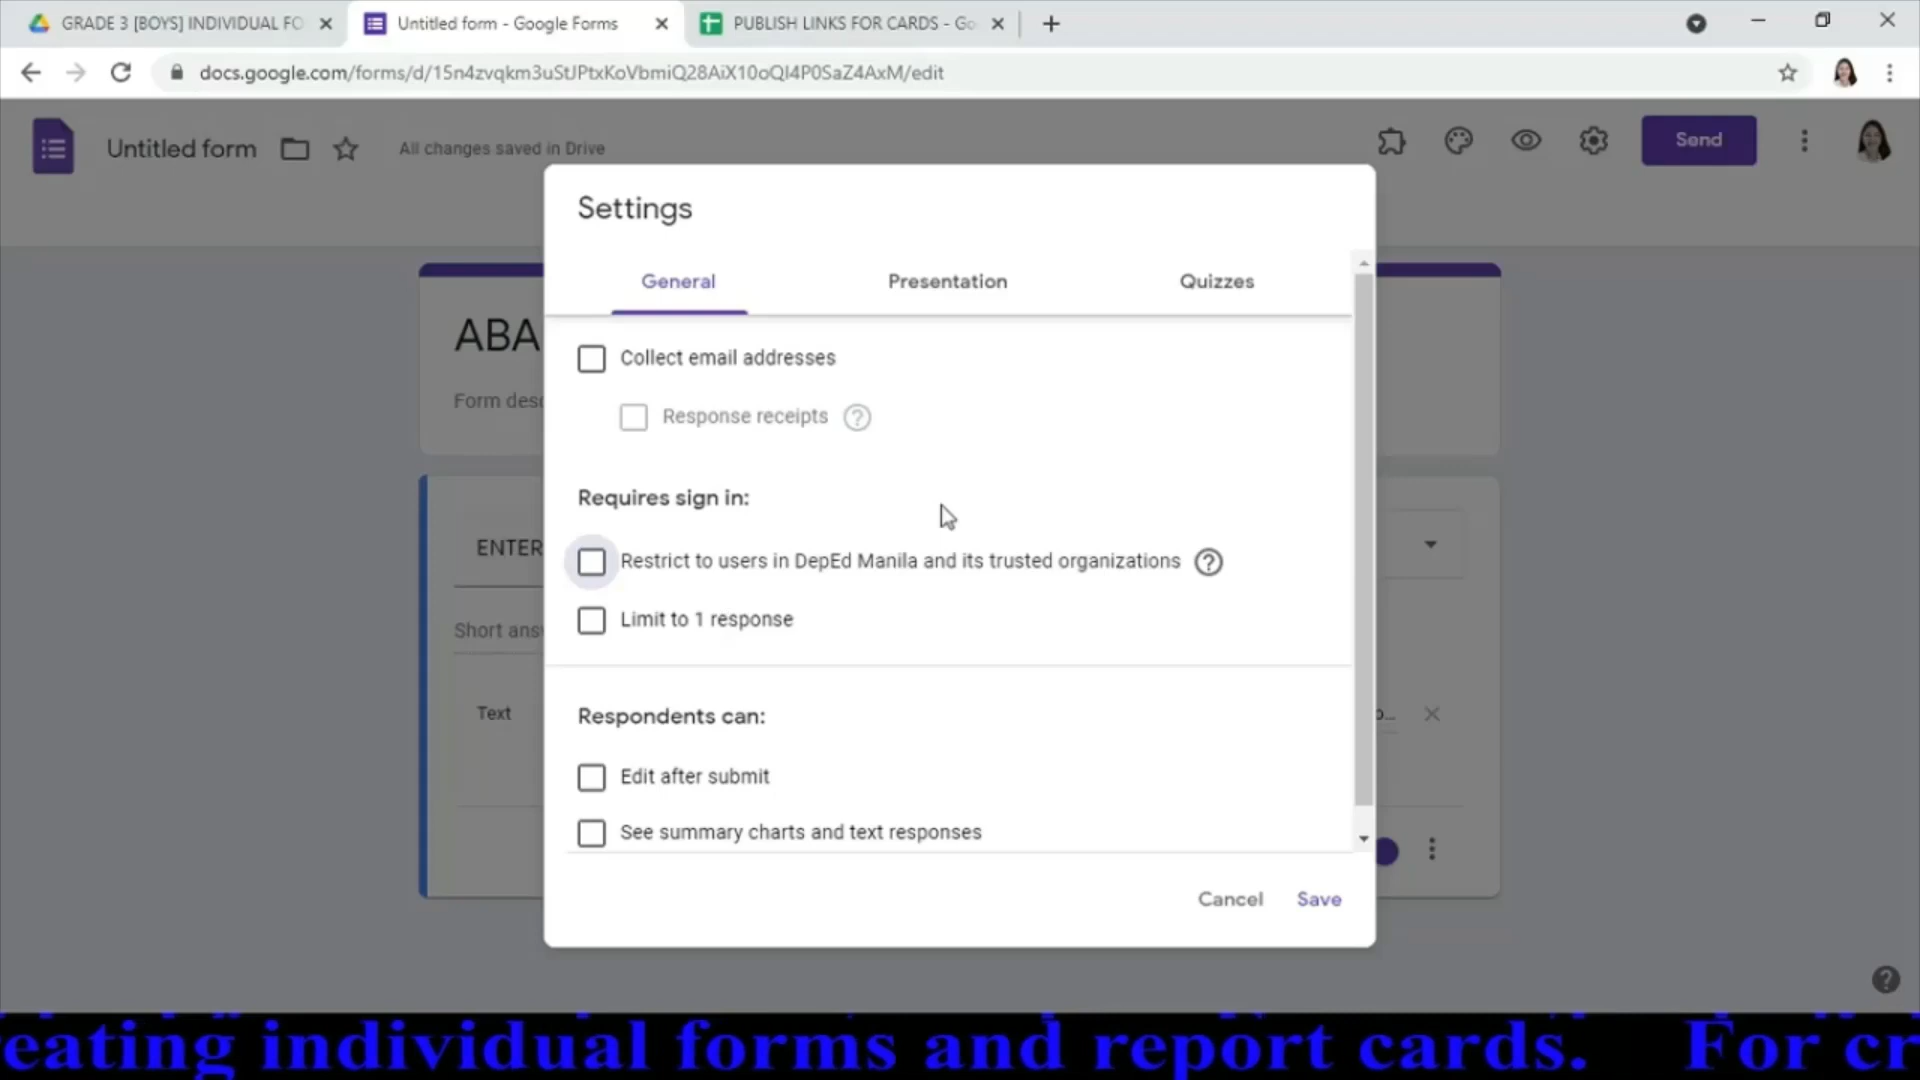 GRADE 3 [BOYS] INDIVIDUAL FO
Untitled form - Google Forms
PUBLISH LINKS FOR CARDS - Go
docs.google.com/forms/d/15n4zvqkm3uStJPtxKoVbmiQ28AiX10oQI4P0SaZ4AxM/edit
Untitled form
All changes saved in Drive
Send
Settings
General
Presentation
Quizzes
ABA
Form desc
Collect email addresses
Response receipts
Requires sign in:
ENTER
Restrict to users in DepEd Manila and its trusted organizations
Limit to 1 response
Short ans
Respondents can:
Text
Edit after submit
See summary charts and text responses
Cancel
Save
reating individual forms and report cards. For cr